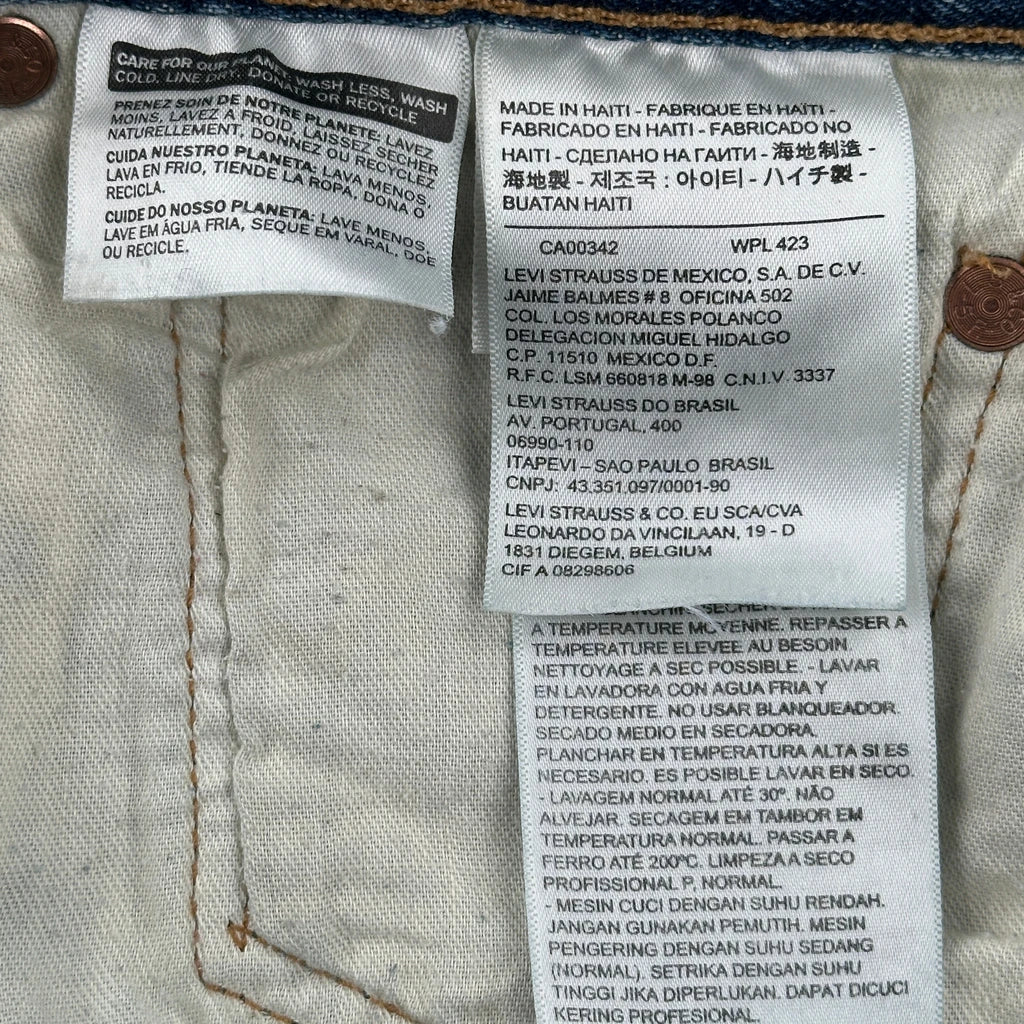 CARE FOR OUR PLANET: WASH LESS, WASH
COLD, LINE DRY, DONATE OR RECYCLE
PRENEZ SOIN DE NOTRE PLANETE: LAVEZ
MOINS, LAVEZ A FROID, LAISSEZ SÉCHER
NATURELLEMENT, DONNEZ OU RECYCLEZ
CUIDA NUESTRO PLANETA: LAVA MENOS,
LAVA EN FRIO, TIENDE LA ROPA, DONA O
RECICLA.
CUIDE DO NOSSO PLANETA: LAVE MENOS,
LAVE EM ÁGUA FRIA, SEQUE EM VARAL, DOE
OU RECICLE.
MADE IN HAITI - FABRIQUE EN HAÏTI -
FABRICADO EN HAITI - FABRICADO NO
HAITI - СДЕЛАНО НА ГАИТИ - 海地制造 -
海地製 - 제조국 : 아이티 - ハイチ製 -
BUATAN HAITI
CA00342 WPL 423
LEVI STRAUSS DE MEXICO, S.A. DE C.V.
JAIME BALMES # 8 OFICINA 502
COL. LOS MORALES POLANCO
DELEGACION MIGUEL HIDALGO
C.P. 11510 MEXICO D.F.
R.F.C. LSM 660818 M-98 C.N.I.V. 3337
LEVI STRAUSS DO BRASIL
AV. PORTUGAL, 400
06990-110
ITAPEVI – SAO PAULO BRASIL
CNPJ: 43.351.097/0001-90
LEVI STRAUSS & CO. EU SCA/CVA
LEONARDO DA VINCILAAN, 19 - D
1831 DIEGEM, BELGIUM
CIF A 08298606
A TEMPERATURE MOYENNE. REPASSER A
TEMPERATURE ELEVEE AU BESOIN.
NETTOYAGE A SEC POSSIBLE. - LAVAR
EN LAVADORA CON AGUA FRIA Y
DETERGENTE. NO USAR BLANQUEADOR.
SECADO MEDIO EN SECADORA.
PLANCHAR EN TEMPERATURA ALTA SI ES
NECESARIO. ES POSIBLE LAVAR EN SECO.
- LAVAGEM NORMAL ATÉ 30º. NÃO
ALVEJAR. SECAGEM EM TAMBOR EM
TEMPERATURA NORMAL. PASSAR A
FERRO ATÉ 200ºC. LIMPEZA A SECO
PROFISSIONAL P, NORMAL.
- MESIN CUCI DENGAN SUHU RENDAH.
JANGAN GUNAKAN PEMUTIH. MESIN
PENGERING DENGAN SUHU SEDANG
(NORMAL). SETRIKA DENGAN SUHU
TINGGI JIKA DIPERLUKAN. DAPAT DICUCI
KERING PROFESIONAL.